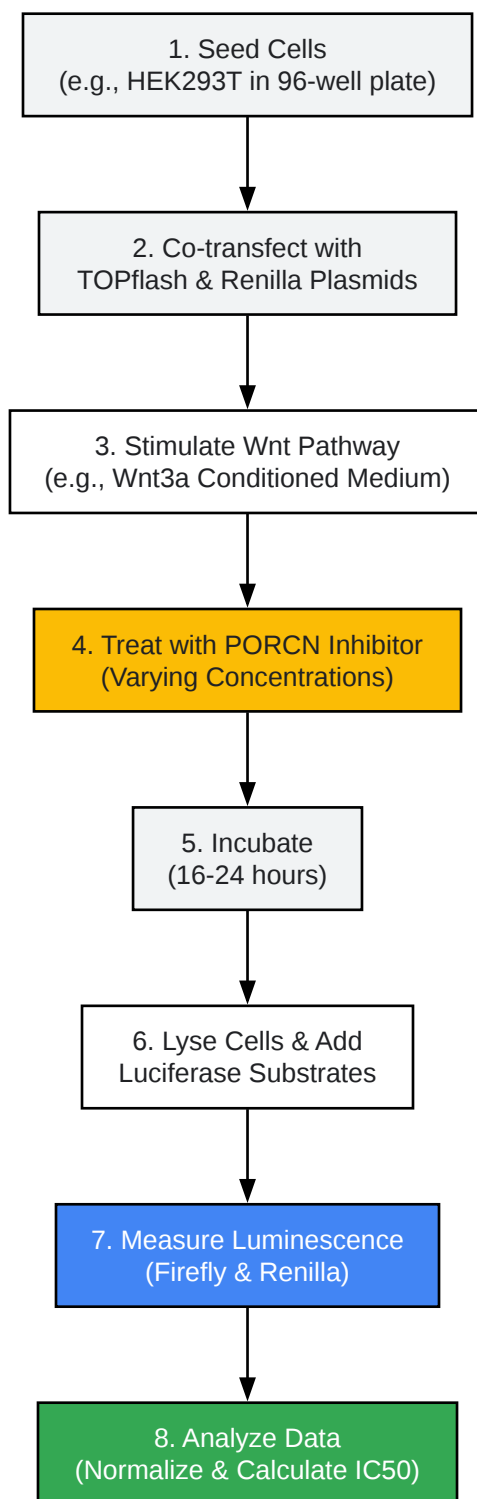 1. Seed Cells
(e.g., HEK293T in 96-well plate)
2. Co-transfect with
TOPflash & Renilla Plasmids
3. Stimulate Wnt Pathway
(e.g., Wnt3a Conditioned Medium)
4. Treat with PORCN Inhibitor
(Varying Concentrations)
5. Incubate
(16-24 hours)
6. Lyse Cells & Add
Luciferase Substrates
7. Measure Luminescence
(Firefly & Renilla)
8. Analyze Data
(Normalize & Calculate IC50)